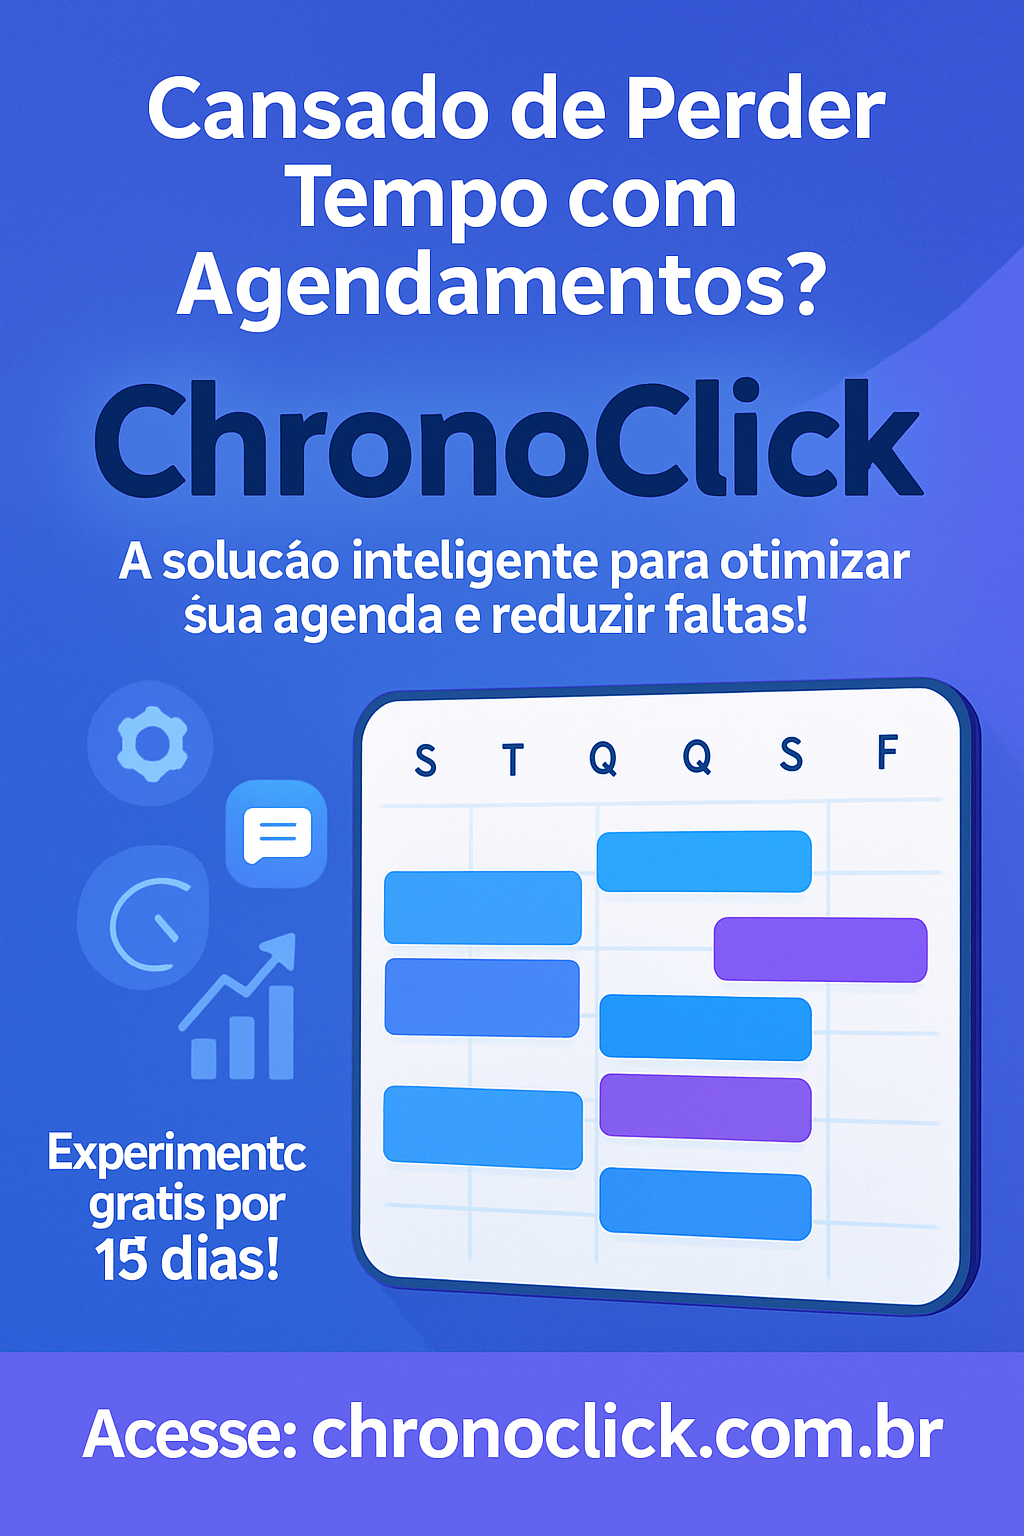 Cansado de Perder
Tempo com
Agendamentos?
ChronoClick
A solucáo inteligente para otimizar
śua agenda e reduzir faltas!
S T Q Q S F
Experimentc
gratis por
15 dias!
Acesse: chronoclick.com.br